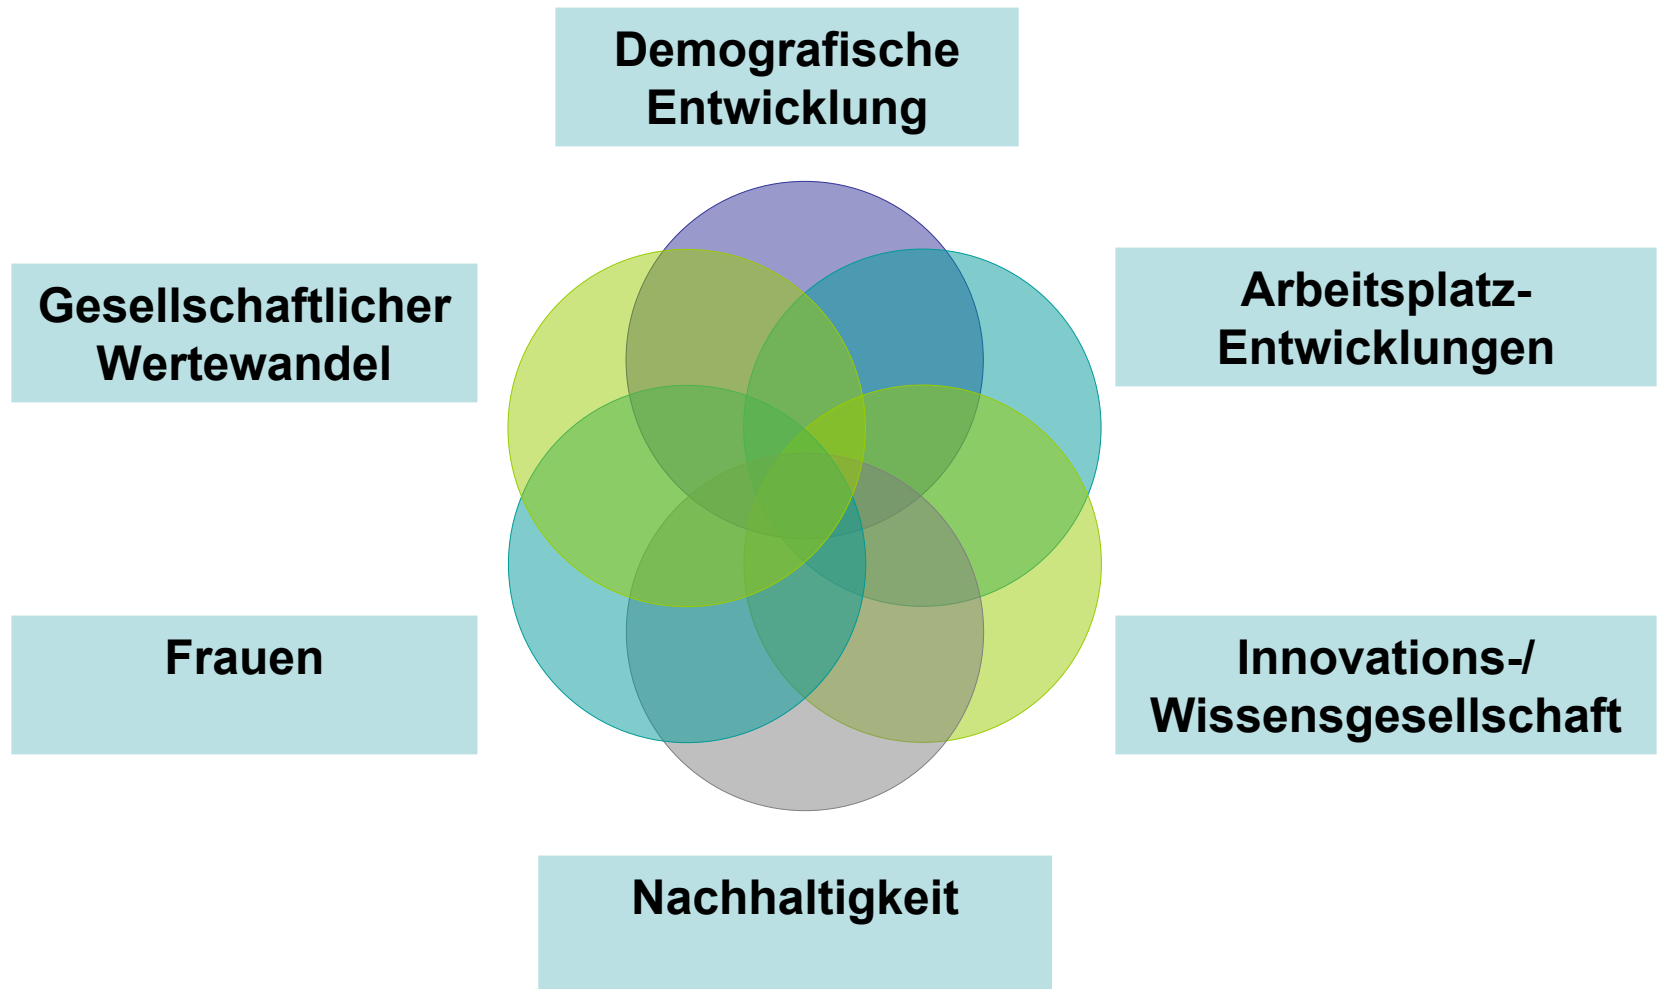 Demografische
Entwicklung
Gesellschaftlicher
Wertewandel
Arbeitsplatz-
Entwicklungen
Frauen
Innovations-/
Wissensgesellschaft
Nachhaltigkeit